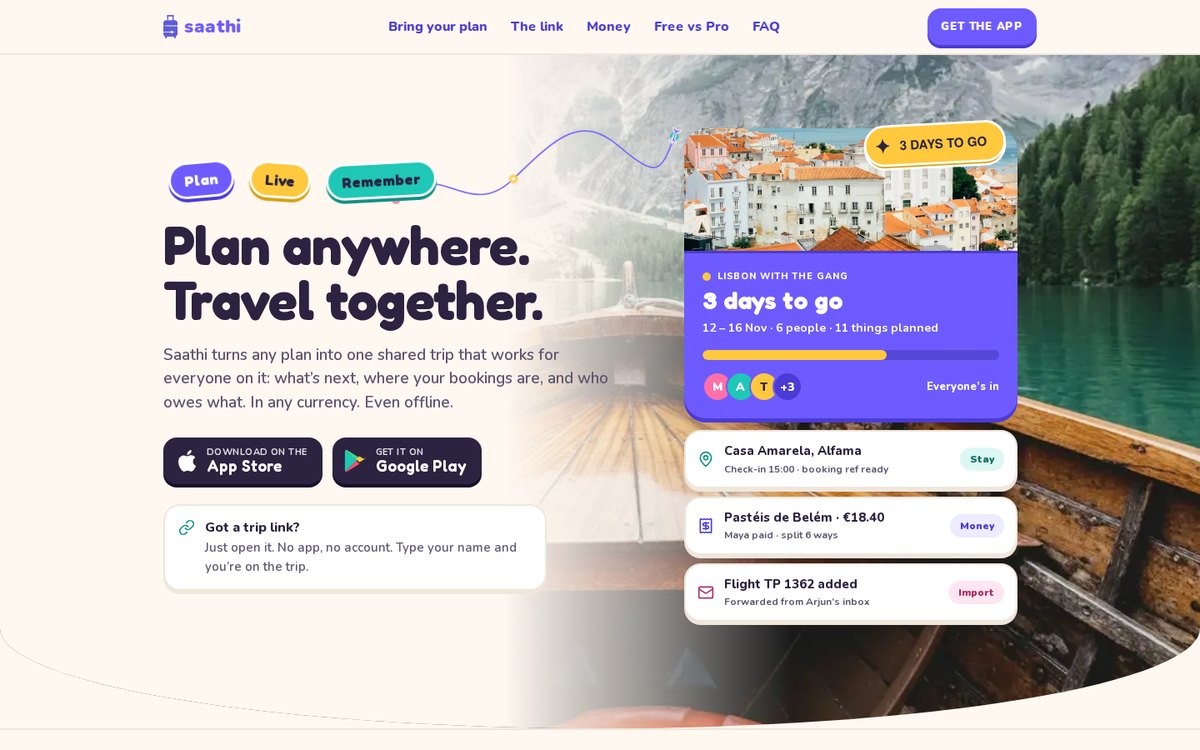 saathi
Bring your plan
The link
Money
Free vs Pro
FAQ
GET THE APP
Plan
Live
Remember
Plan anywhere.
Travel together.
Saathi turns any plan into one shared trip that works for
everyone on it: what's next, where your bookings are, and who
owes what. In any currency. Even offline.
DOWNLOAD ON THE
App Store
GET IT ON
Google Play
Got a trip link?
Just open it. No app, no account. Type your name and
you're on the trip.
3 DAYS TO GO
LISBON WITH THE GANG
3 days to go
12 – 16 Nov · 6 people · 11 things planned
M
A
T
+3
Everyone's in
Casa Amarela, Alfama
Check-in 15:00 · booking ref ready
Stay
Pastéis de Belém · €18.40
Maya paid · split 6 ways
Money
Flight TP 1362 added
Forwarded from Arjun's inbox
Import